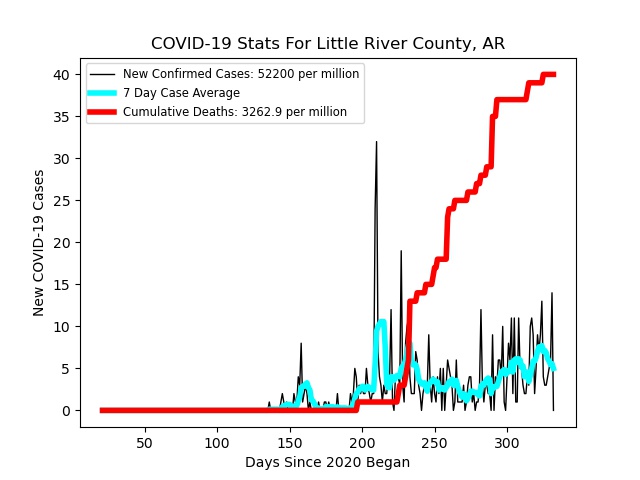 COVID-19 Stats For Little River County, AR
New Confirmed Cases: 52200 per million
7 Day Case Average
Cumulative Deaths: 3262.9 per million
New COVID-19 Cases
40
35
30
25
20
15
10
5
0
50 100 150 200 250 300
Days Since 2020 Began